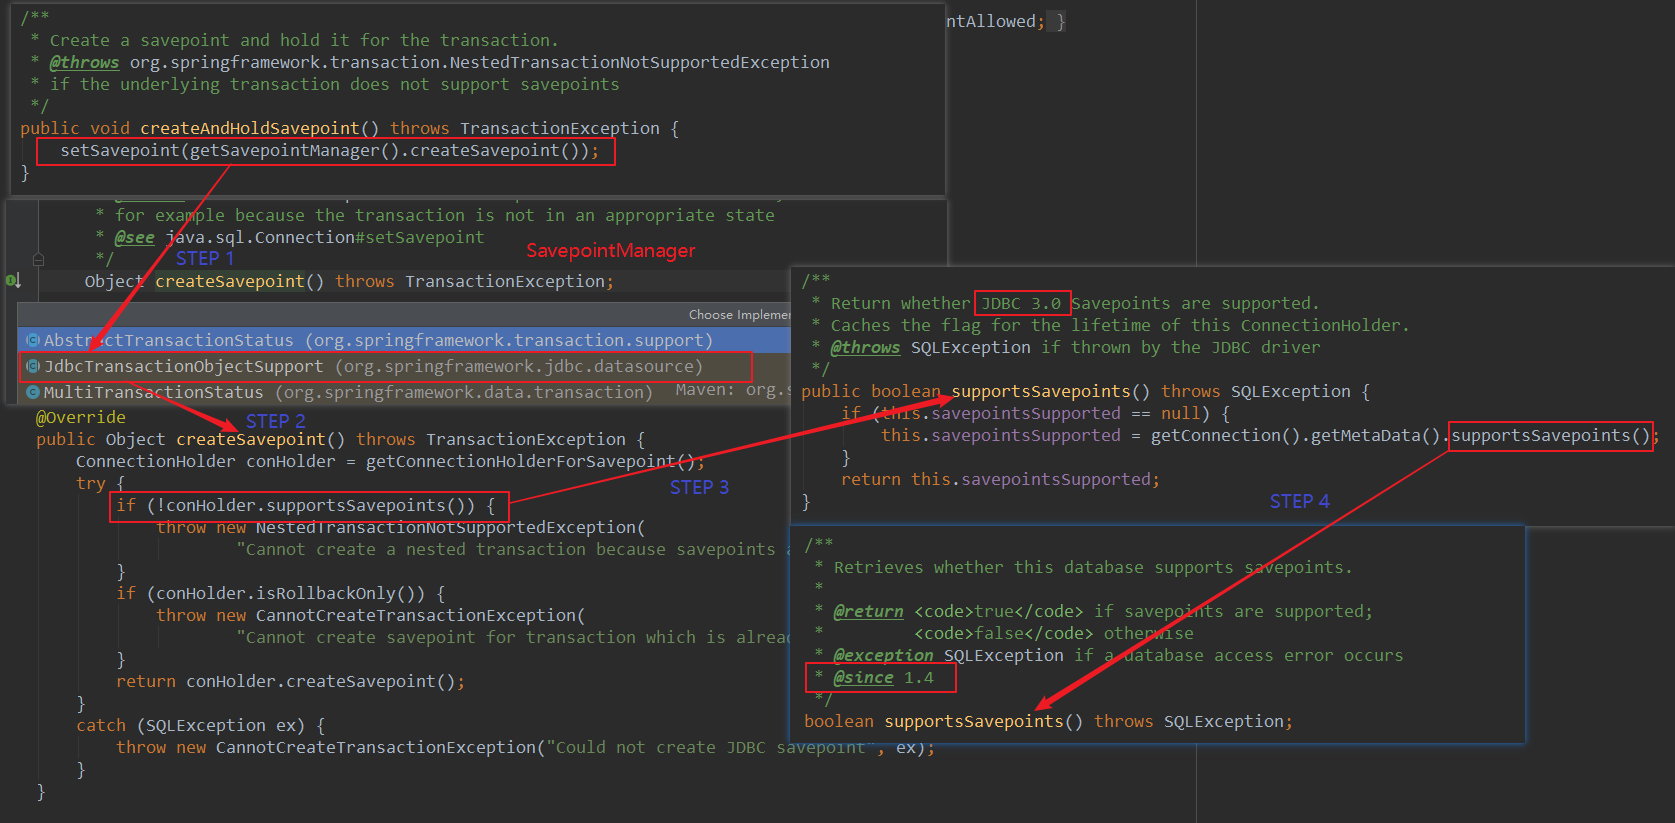 /**
* Create a savepoint and hold it for the transaction.
* @throws org.springframework.transaction.NestedTransactionNotSupportedException
* if the underlying transaction does not support savepoints
*/
public void createAndHoldSavepoint() throws TransactionException {
setSavepoint(getSavepointManager().createSavepoint());
}
ntAllowed; }
* for example because the transaction is not in an appropriate state
* @see java.sql.Connection#setSavepoint
*/
STEP 1
SavepointManager
Object createSavepoint() throws TransactionException;
Choose Implemen
AbstractTransactionStatus (org.springframework.transaction.support)
JdbcTransactionObjectSupport (org.springframework.jdbc.datasource)
MultiTransactionStatus (org.springframework.data.transaction) Maven: org.s
@Override
STEP 2
public Object createSavepoint() throws TransactionException {
ConnectionHolder conHolder = getConnectionHolderForSavepoint();
try {
STEP 3
if (!conHolder.supportsSavepoints()) {
throw new NestedTransactionNotSupportedException(
"Cannot create a nested transaction because savepoints a
}
if (conHolder.isRollbackOnly()) {
throw new CannotCreateTransactionException(
"Cannot create savepoint for transaction which is alread
}
return conHolder.createSavepoint();
}
catch (SQLException ex) {
throw new CannotCreateTransactionException("Could not create JDBC savepoint", ex);
}
}
/**
* Return whether JDBC 3.0 Savepoints are supported.
* Caches the flag for the lifetime of this ConnectionHolder.
* @throws SQLException if thrown by the JDBC driver
*/
public boolean supportsSavepoints() throws SQLException {
if (this.savepointsSupported == null) {
this.savepointsSupported = getConnection().getMetaData().supportsSavepoints();
}
return this.savepointsSupported;
}
STEP 4
/**
* Retrieves whether this database supports savepoints.
*
* @return <code>true</code> if savepoints are supported;
* <code>false</code> otherwise
* @exception SQLException if a database access error occurs
* @since 1.4
*/
boolean supportsSavepoints() throws SQLException;